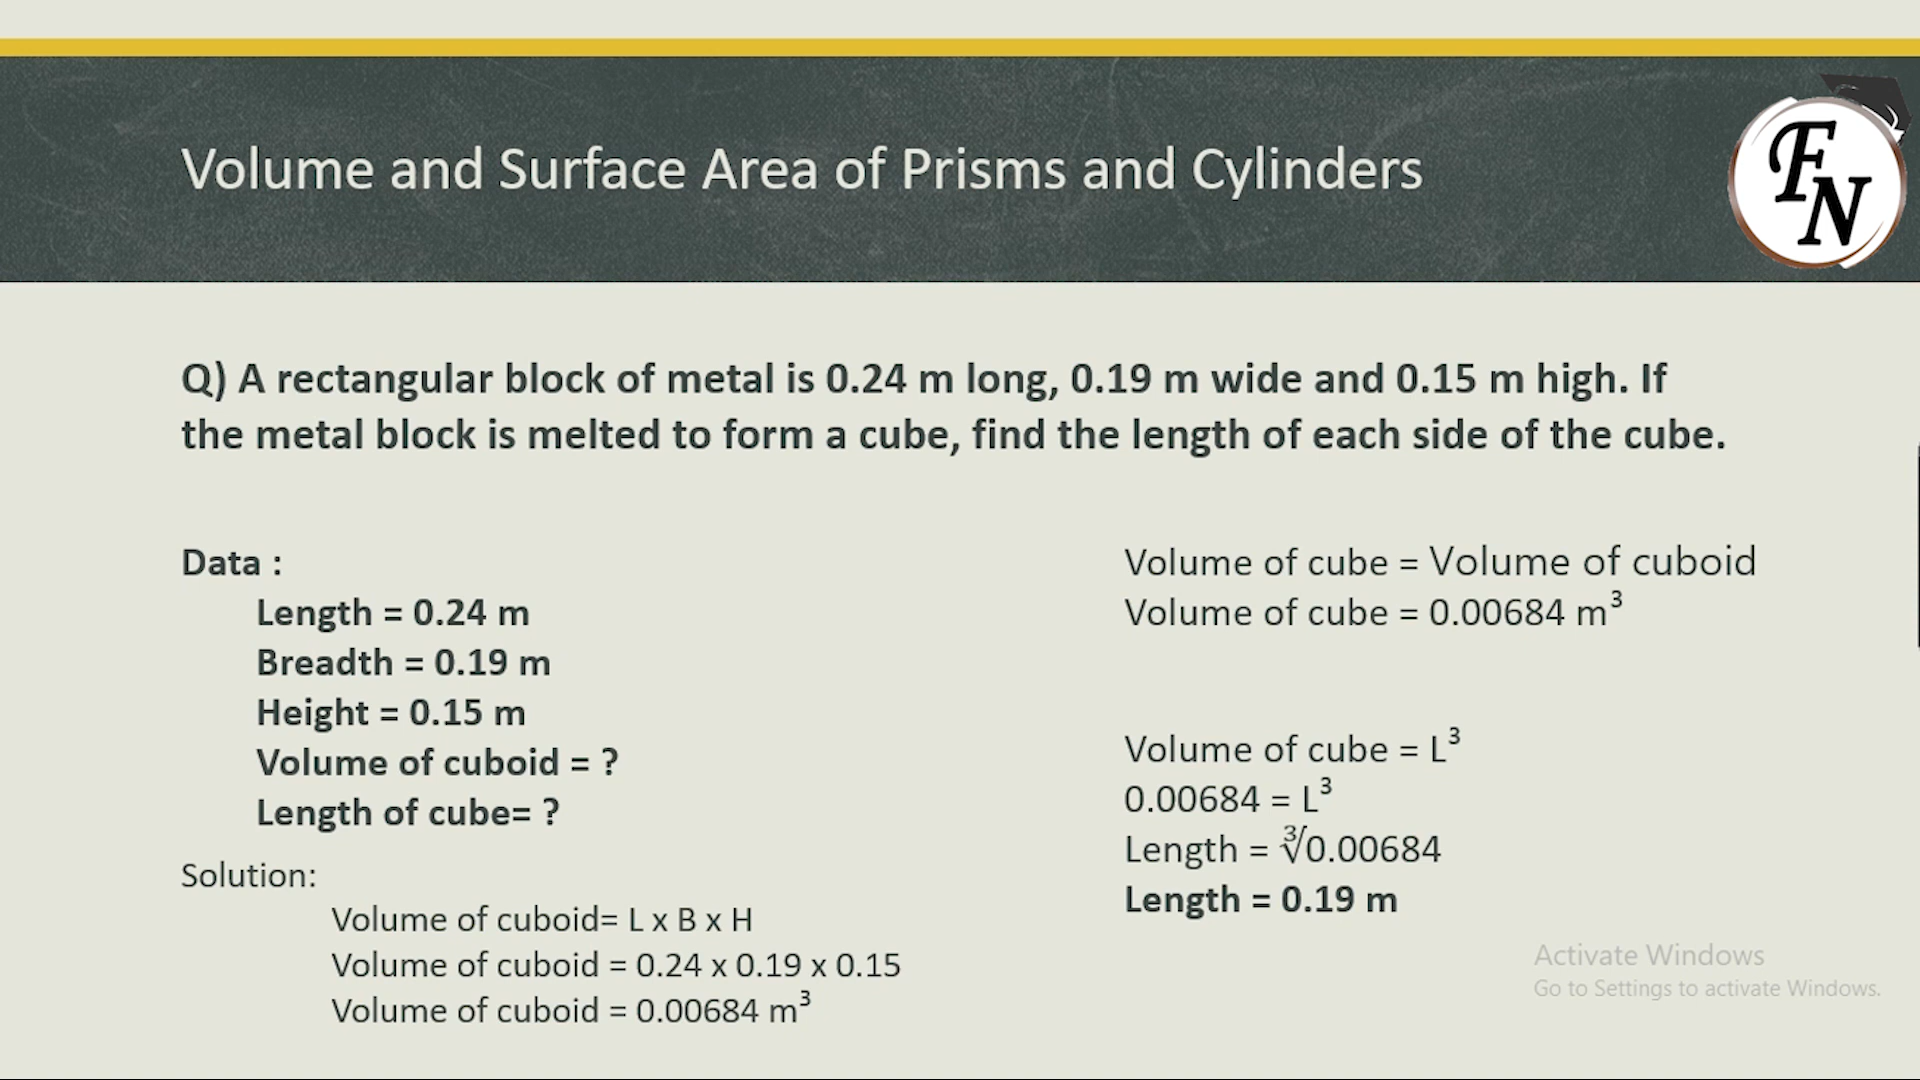 Volume and Surface Area of Prisms and Cylinders
FN
Q) A rectangular block of metal is 0.24 m long, 0.19 m wide and 0.15 m high. If
the metal block is melted to form a cube, find the length of each side of the cube.
Data :
Length = 0.24 m
Breadth = 0.19 m
Height = 0.15 m
Volume of cuboid = ?
Length of cube= ?
Solution:
Volume of cuboid= L x B x H
Volume of cuboid = 0.24 x 0.19 x 0.15
Volume of cuboid = 0.00684 m³
Volume of cube = Volume of cuboid
Volume of cube = 0.00684 m³
Volume of cube = L³
0.00684 = L³
Length = ∛0.00684
Length = 0.19 m
Activate Windows
Go to Settings to activate Windows.